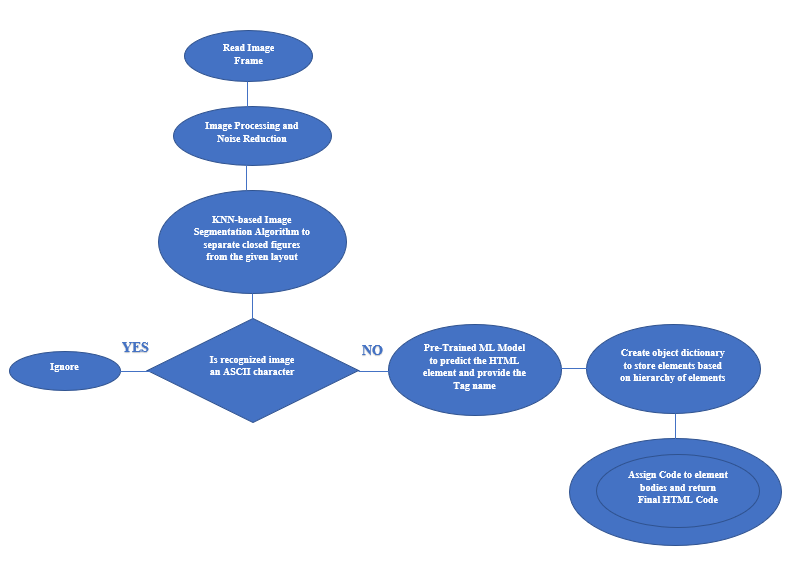 Read Image
Frame
Image Processing and
Noise Reduction
KNN-based Image
Segmentation Algorithm to
separate closed figures
from the given layout
Is recognized image
an ASCII character
YES
Ignore
NO
Pre-Trained ML Model
to predict the HTML
element and provide the
Tag name
Create object dictionary
to store elements based
on hierarchy of elements
Assign Code to element
bodies and return
Final HTML Code